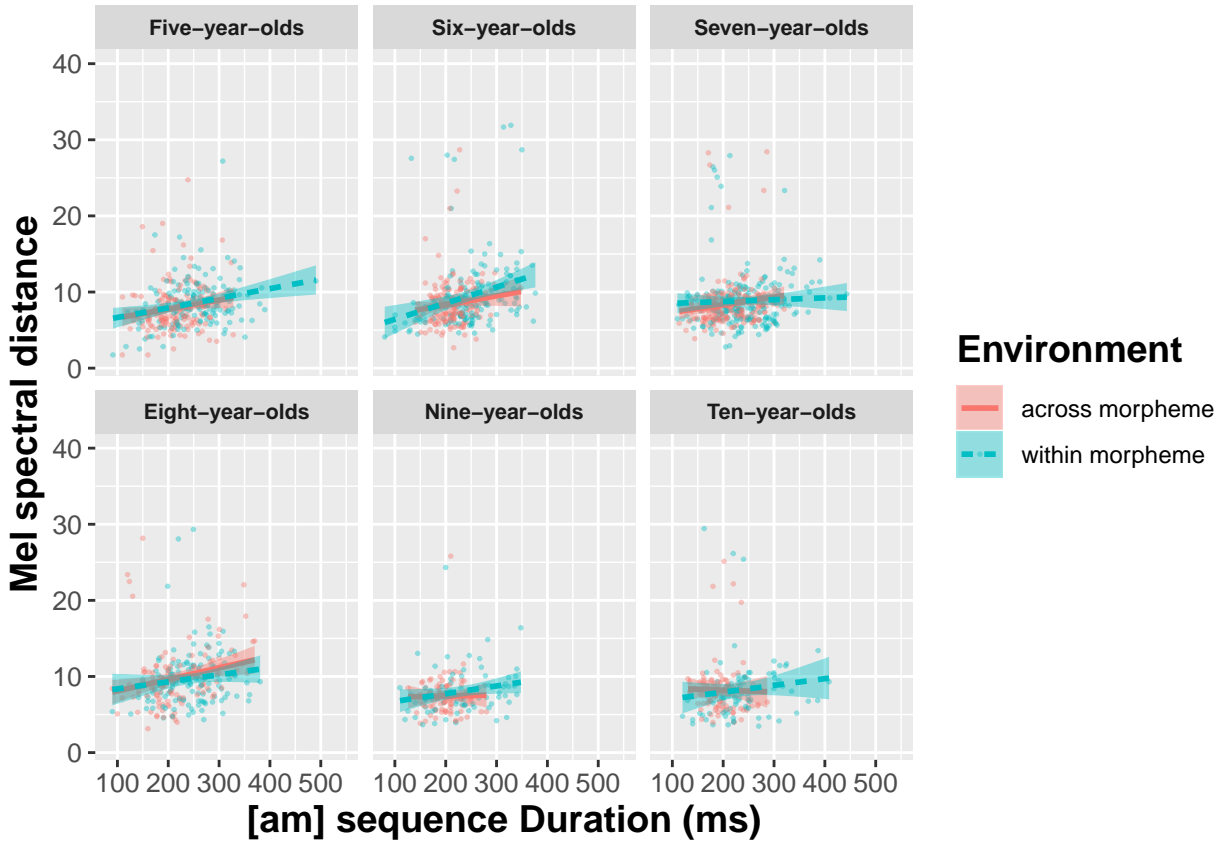 Five−year−olds
Six−year−olds
Seven−year−olds
40
30
20
10
0
Eight−year−olds
Nine−year−olds
Ten−year−olds
40
30
20
10
0
100 200 300 400 500
100 200 300 400 500
100 200 300 400 500
[am] sequence Duration (ms)
Mel spectral distance
Environment
across morpheme
within morpheme